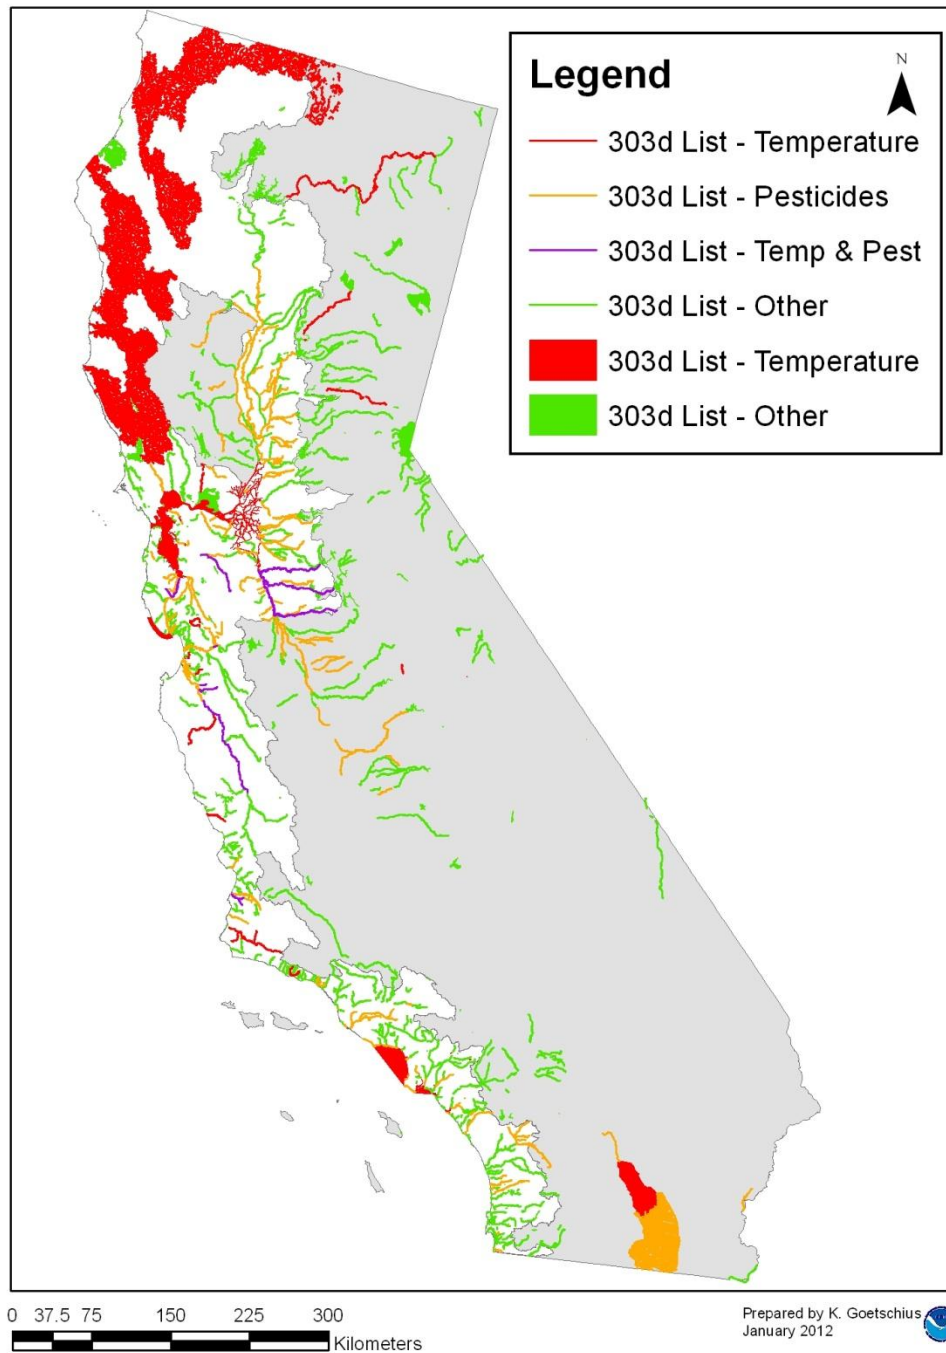 Legend
N
303d List - Temperature
303d List - Pesticides
303d List - Temp & Pest
303d List - Other
303d List - Temperature
303d List - Other
0 37.5 75 150 225 300
Kilometers
Prepared by K. Goetschius
January 2012